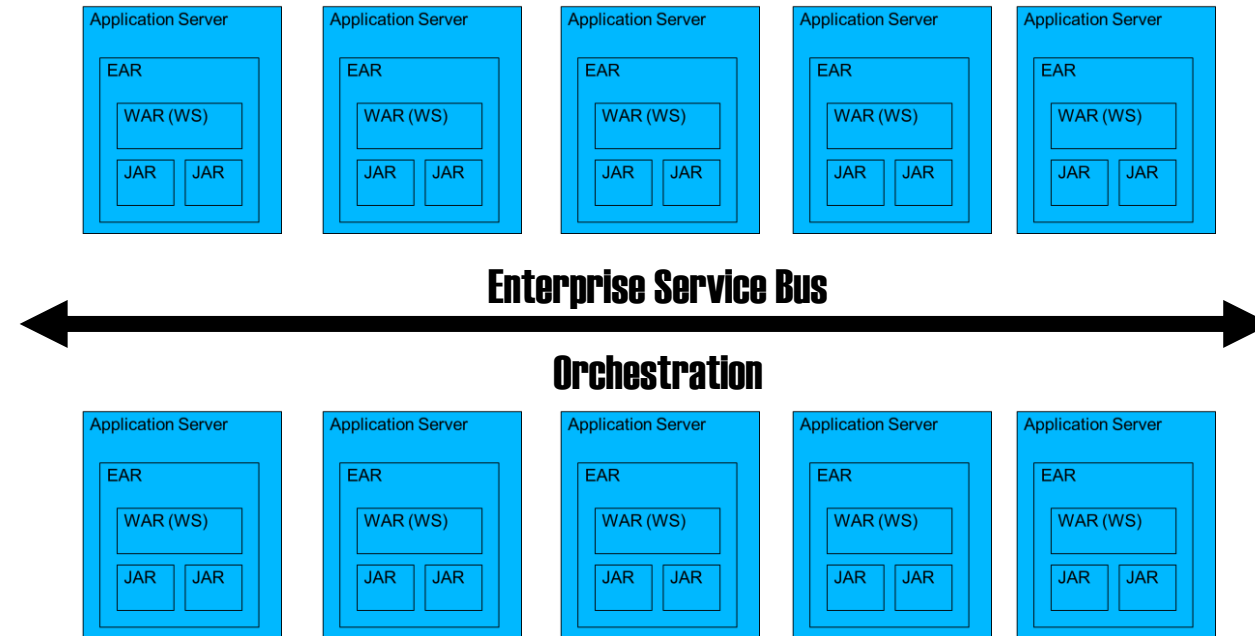 Application Server Application Server Application Server Application Server Application Server
EAR EAR EAR EAR EAR
WAR (WS) WAR (WS) WAR (WS) WAR (WS) WAR (WS)
JAR JAR JAR JAR JAR JAR JAR JAR JAR JAR
Enterprise Service Bus
Orchestration
Application Server Application Server Application Server Application Server Application Server
EAR EAR EAR EAR EAR
WAR (WS) WAR (WS) WAR (WS) WAR (WS) WAR (WS)
JAR JAR JAR JAR JAR JAR JAR JAR JAR JAR